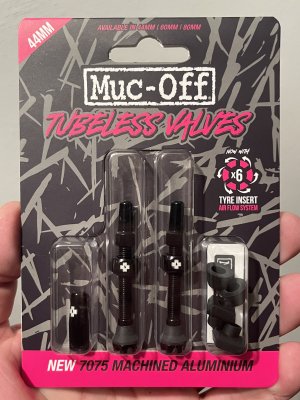 44MM
AVAILABLE IN 44MM / 60MM / 80MM
Muc-Off
TUBELESS VALVES
NOW WITH
x6
TYRE INSERT
AIR FLOW SYSTEM
NEW 7075 MACHINED ALUMINIUM